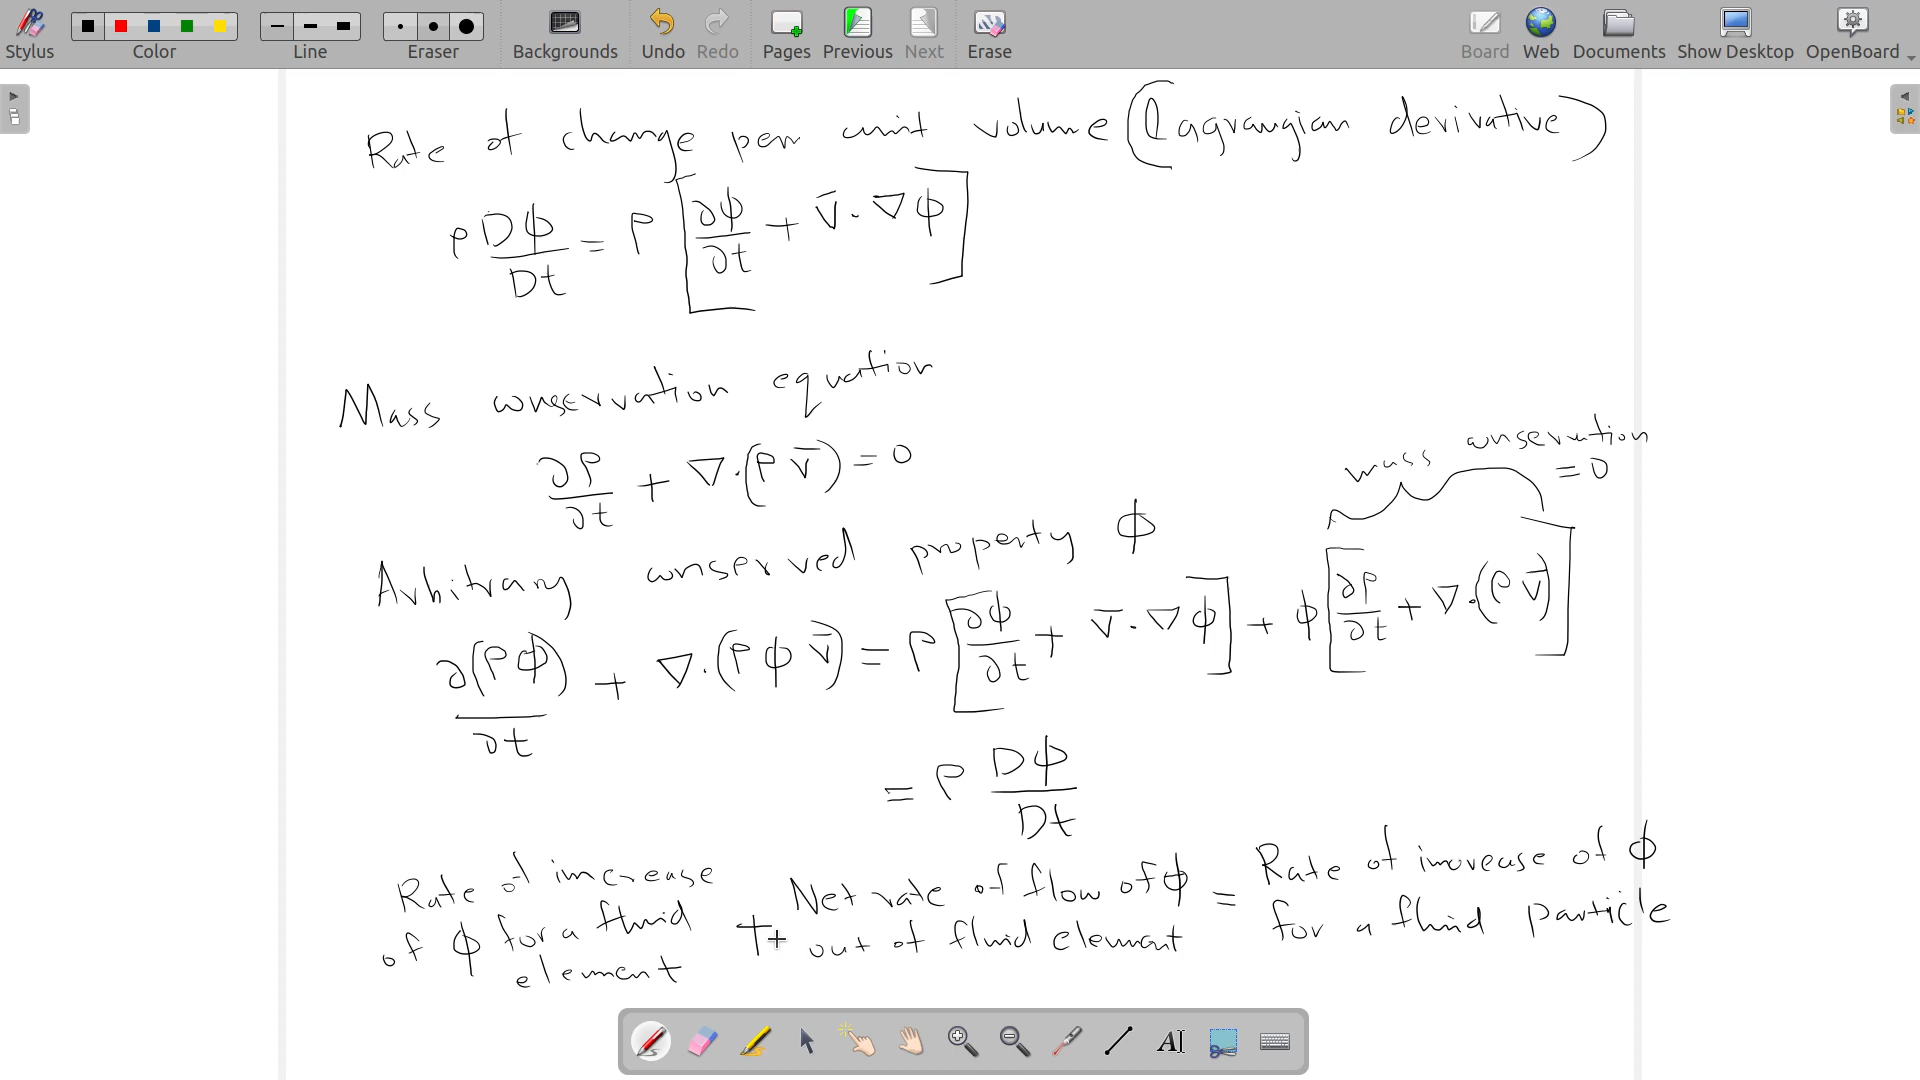 Stylus Color Line Eraser Backgrounds Undo Redo Pages Previous Next Erase Board Web Documents Show Desktop OpenBoard
Rate of change per unit volume (Lagrangian derivative)
ρ Dϕ/Dt = ρ [∂ϕ/∂t + v̄ · ∇ϕ]
Mass conservation equation
∂ρ/∂t + ∇·(ρ v̄) = 0
mass conservation = 0
Arbitrary conserved property ϕ
∂(ρϕ)/∂t + ∇·(ρ ϕ v̄) = ρ [∂ϕ/∂t + v̄ · ∇ϕ] + ϕ [∂ρ/∂t + ∇·(ρ v̄)]
= ρ Dϕ/Dt
Rate of increase of ϕ for a fluid element + Net rate of flow of ϕ out of fluid element = Rate of increase of ϕ for a fluid particle